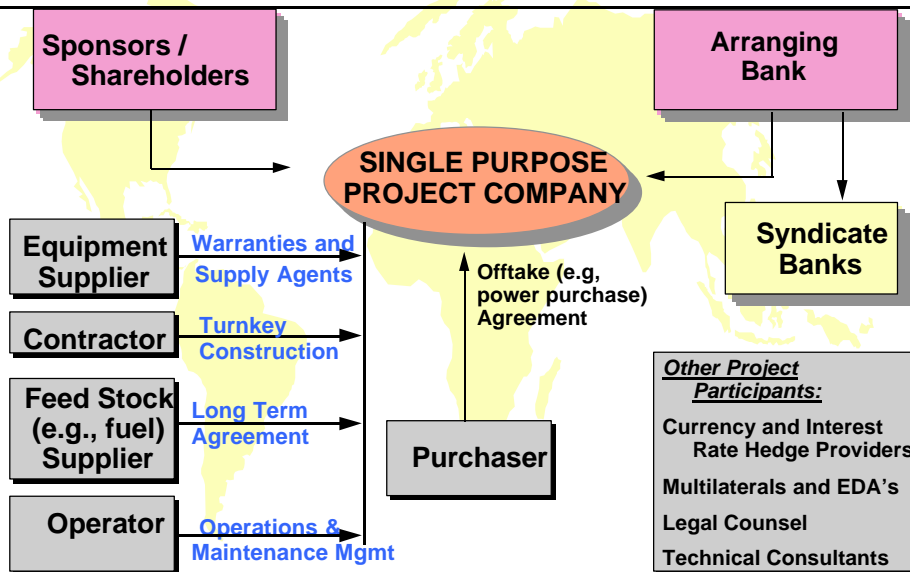 Sponsors /
Shareholders
Arranging
Bank
SINGLE PURPOSE
PROJECT COMPANY
Equipment
Supplier
Warranties and
Supply Agents
Offtake (e.g,
power purchase)
Agreement
Syndicate
Banks
Contractor
Turnkey
Construction
Feed Stock
(e.g., fuel)
Supplier
Long Term
Agreement
Purchaser
Operator
Operations &
Maintenance Mgmt
Other Project
Participants:
Currency and Interest
Rate Hedge Providers
Multilaterals and EDA's
Legal Counsel
Technical Consultants